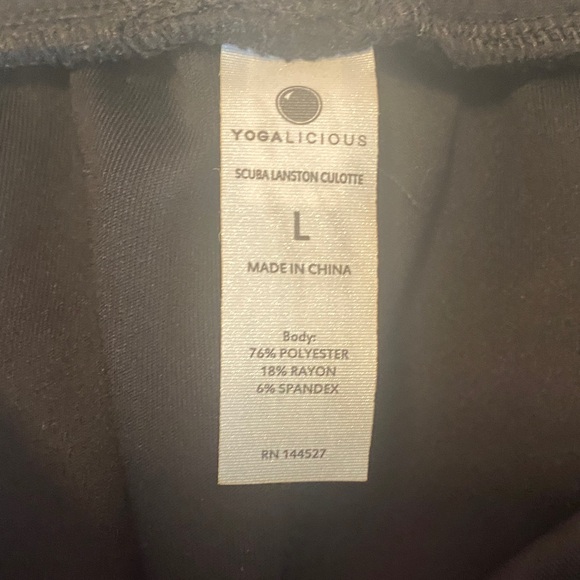 YOGALICIOUS
SCUBA LANSTON CULOTTE
L
MADE IN CHINA
Body:
76% POLYESTER
18% RAYON
6% SPANDEX
RN 144527